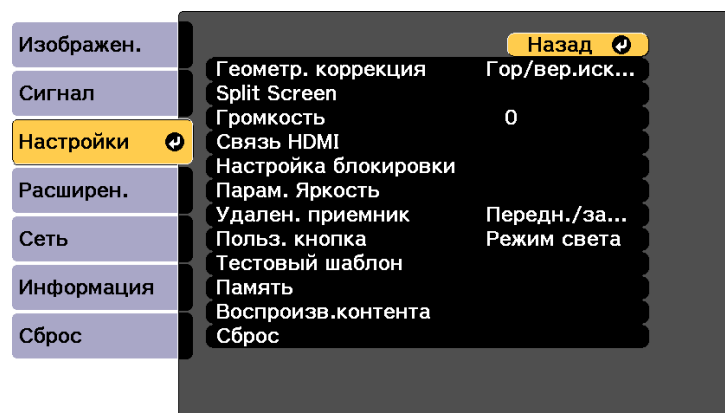 Изображен.
Сигнал
Настройки
Расширен.
Сеть
Информация
Сброс
Назад
Геометр. коррекция Гор/вер.иск...
Split Screen
Громкость 0
Связь HDMI
Настройка блокировки
Парам. Яркость
Удален. приемник Передн./за...
Польз. кнопка Режим света
Тестовый шаблон
Память
Воспроизв.контента
Сброс